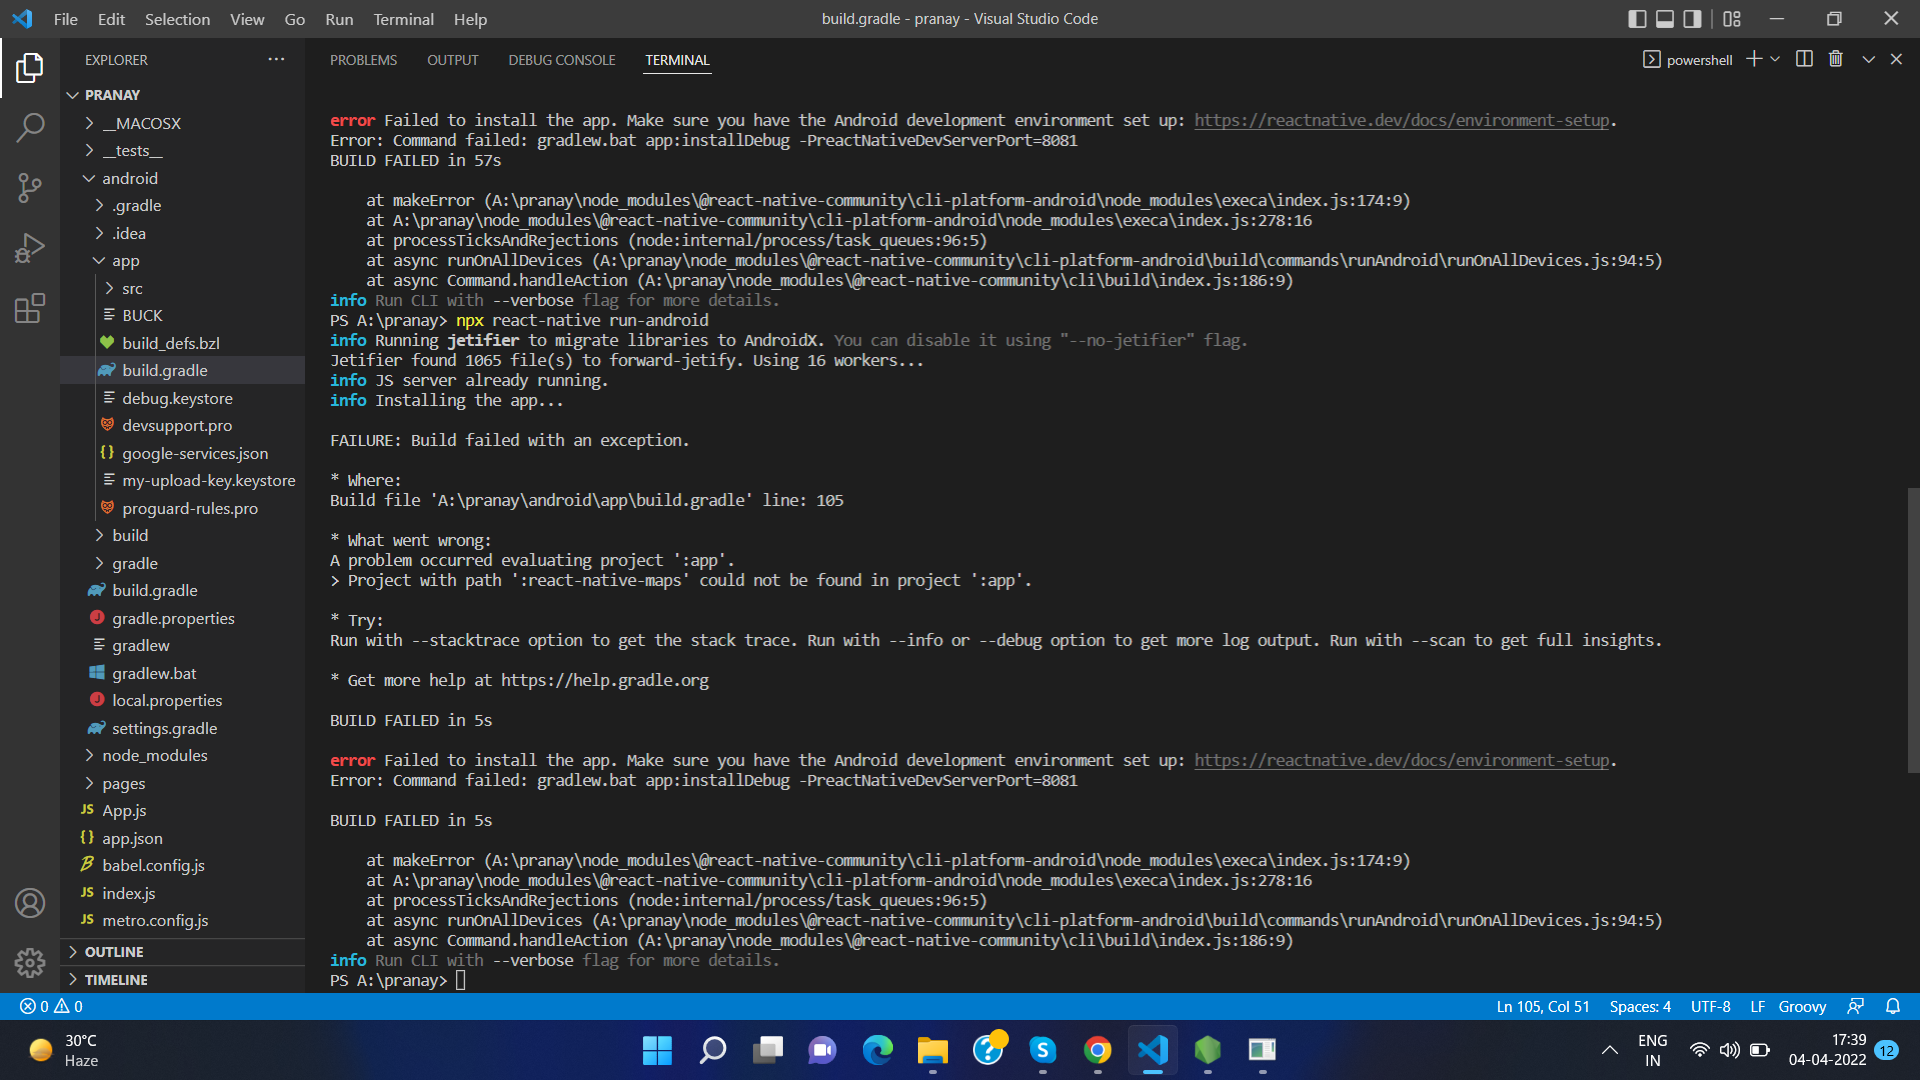 File Edit Selection View Go Run Terminal Help
build.gradle - pranay - Visual Studio Code
EXPLORER
PRANAY
__MACOSX
__tests__
android
.gradle
.idea
app
src
BUCK
build_defs.bzl
build.gradle
debug.keystore
devsupport.pro
google-services.json
my-upload-key.keystore
proguard-rules.pro
build
gradle
build.gradle
gradle.properties
gradlew
gradlew.bat
local.properties
settings.gradle
node_modules
pages
App.js
app.json
babel.config.js
index.js
metro.config.js
OUTLINE
TIMELINE
PROBLEMS OUTPUT DEBUG CONSOLE TERMINAL
powershell
error Failed to install the app. Make sure you have the Android development environment set up: https://reactnative.dev/docs/environment-setup.
Error: Command failed: gradlew.bat app:installDebug -PreactNativeDevServerPort=8081
BUILD FAILED in 57s
at makeError (A:\pranay\node_modules\@react-native-community\cli-platform-android\node_modules\execa\index.js:174:9)
at A:\pranay\node_modules\@react-native-community\cli-platform-android\node_modules\execa\index.js:278:16
at processTicksAndRejections (node:internal/process/task_queues:96:5)
at async runOnAllDevices (A:\pranay\node_modules\@react-native-community\cli-platform-android\build\commands\runAndroid\runOnAllDevices.js:94:5)
at async Command.handleAction (A:\pranay\node_modules\@react-native-community\cli\build\index.js:186:9)
info Run CLI with --verbose flag for more details.
PS A:\pranay> npx react-native run-android
info Running jetifier to migrate libraries to AndroidX. You can disable it using "--no-jetifier" flag.
Jetifier found 1065 file(s) to forward-jetify. Using 16 workers...
info JS server already running.
info Installing the app...
FAILURE: Build failed with an exception.
* Where:
Build file 'A:\pranay\android\app\build.gradle' line: 105
* What went wrong:
A problem occurred evaluating project ':app'.
> Project with path ':react-native-maps' could not be found in project ':app'.
* Try:
Run with --stacktrace option to get the stack trace. Run with --info or --debug option to get more log output. Run with --scan to get full insights.
* Get more help at https://help.gradle.org
BUILD FAILED in 5s
error Failed to install the app. Make sure you have the Android development environment set up: https://reactnative.dev/docs/environment-setup.
Error: Command failed: gradlew.bat app:installDebug -PreactNativeDevServerPort=8081
BUILD FAILED in 5s
at makeError (A:\pranay\node_modules\@react-native-community\cli-platform-android\node_modules\execa\index.js:174:9)
at A:\pranay\node_modules\@react-native-community\cli-platform-android\node_modules\execa\index.js:278:16
at processTicksAndRejections (node:internal/process/task_queues:96:5)
at async runOnAllDevices (A:\pranay\node_modules\@react-native-community\cli-platform-android\build\commands\runAndroid\runOnAllDevices.js:94:5)
at async Command.handleAction (A:\pranay\node_modules\@react-native-community\cli\build\index.js:186:9)
info Run CLI with --verbose flag for more details.
PS A:\pranay>
0 0
Ln 105, Col 51 Spaces: 4 UTF-8 LF Groovy
30°C
Haze
ENG
IN
17:39
04-04-2022
12